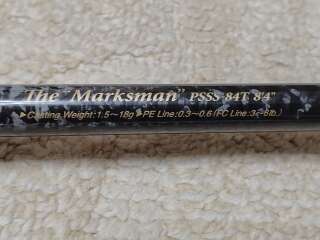 The "Marksman" PSSS-84T 8'4"
▶Casting Weight:1.5~18g▶PE Line:0.3~0.6(FC Line:3~6lb.)